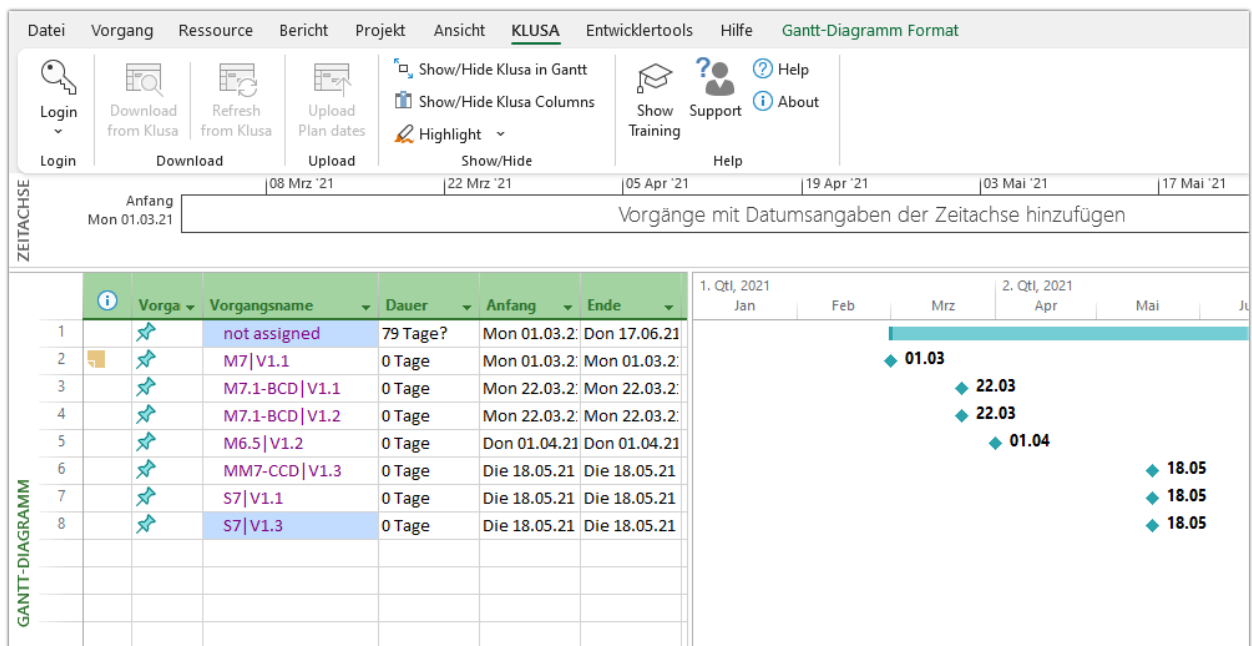 Datei Vorgang Ressource Bericht Projekt Ansicht KLUSA Entwicklertools Hilfe Gantt-Diagramm Format
Login
Download from Klusa
Refresh from Klusa
Upload Plan dates
Show/Hide Klusa in Gantt
Show/Hide Klusa Columns
Highlight
Show Training
Support
Help
About
Login Download Upload Show/Hide Help
ZEITACHSE
08 Mrz '21 22 Mrz '21 05 Apr '21 19 Apr '21 03 Mai '21 17 Mai '21
Anfang
Mon 01.03.21
Vorgänge mit Datumsangaben der Zeitachse hinzufügen
GANTT-DIAGRAMM
1. Qtl, 2021 2. Qtl, 2021
Vorga Vorgangsname Dauer Anfang Ende Jan Feb Mrz Apr Mai
1 not assigned 79 Tage? Mon 01.03.2 Don 17.06.21
2 M7|V1.1 0 Tage Mon 01.03.2 Mon 01.03.2 01.03
3 M7.1-BCD|V1.1 0 Tage Mon 22.03.2 Mon 22.03.2 22.03
4 M7.1-BCD|V1.2 0 Tage Mon 22.03.2 Mon 22.03.2 22.03
5 M6.5|V1.2 0 Tage Don 01.04.21 Don 01.04.21 01.04
6 MM7-CCD|V1.3 0 Tage Die 18.05.21 Die 18.05.21 18.05
7 S7|V1.1 0 Tage Die 18.05.21 Die 18.05.21 18.05
8 S7|V1.3 0 Tage Die 18.05.21 Die 18.05.21 18.05